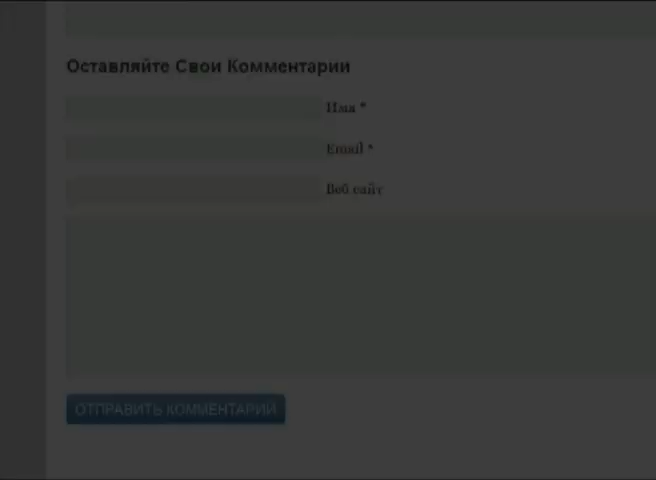 Оставляйте Свои Комментарии
Имя *
Email *
Веб сайт
ОТПРАВИТЬ КОММЕНТАРИЙ